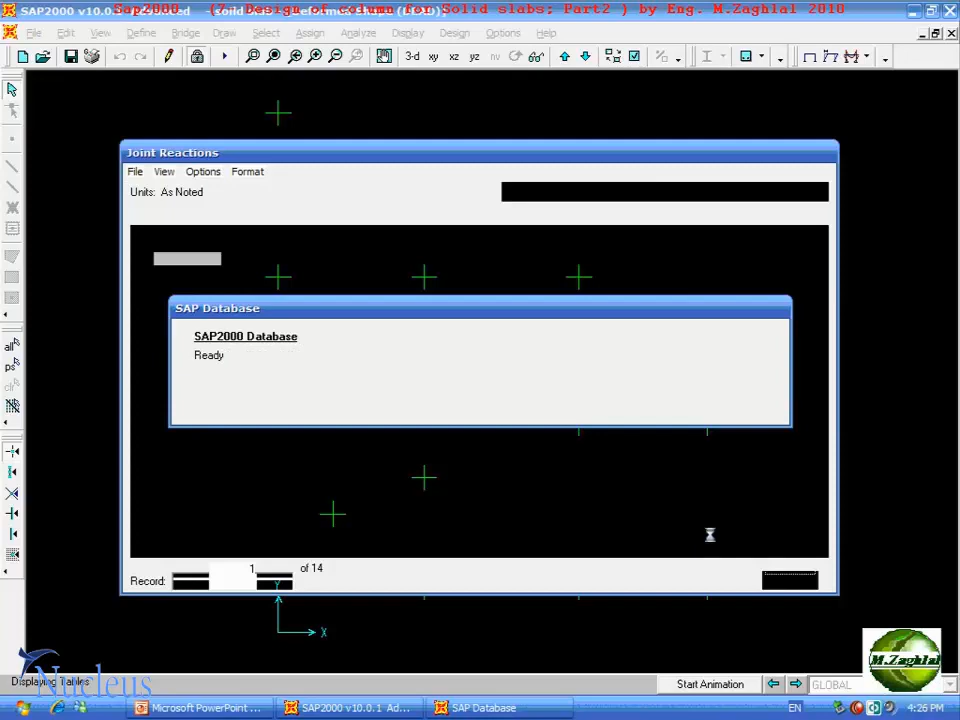 Sap2000 (7- Design of column for Solid slabs; Part2 ) by Eng. M.Zaghlal 2010
SAP2000 v10.0.1
File Edit View Define Bridge Draw Select Assign Analyze Display Design Options Help
3-d xy xz yz nv
Joint Reactions
File View Options Format
Units: As Noted
SAP Database
SAP2000 Database
Ready
all
ps
clr
Record: 1 of 14
Y
X
M.Zaghlal
Nucleus
Displaying Tables
Start Animation
GLOBAL
Microsoft PowerPoint ...
SAP2000 v10.0.1 Ad...
SAP Database
EN
4:26 PM